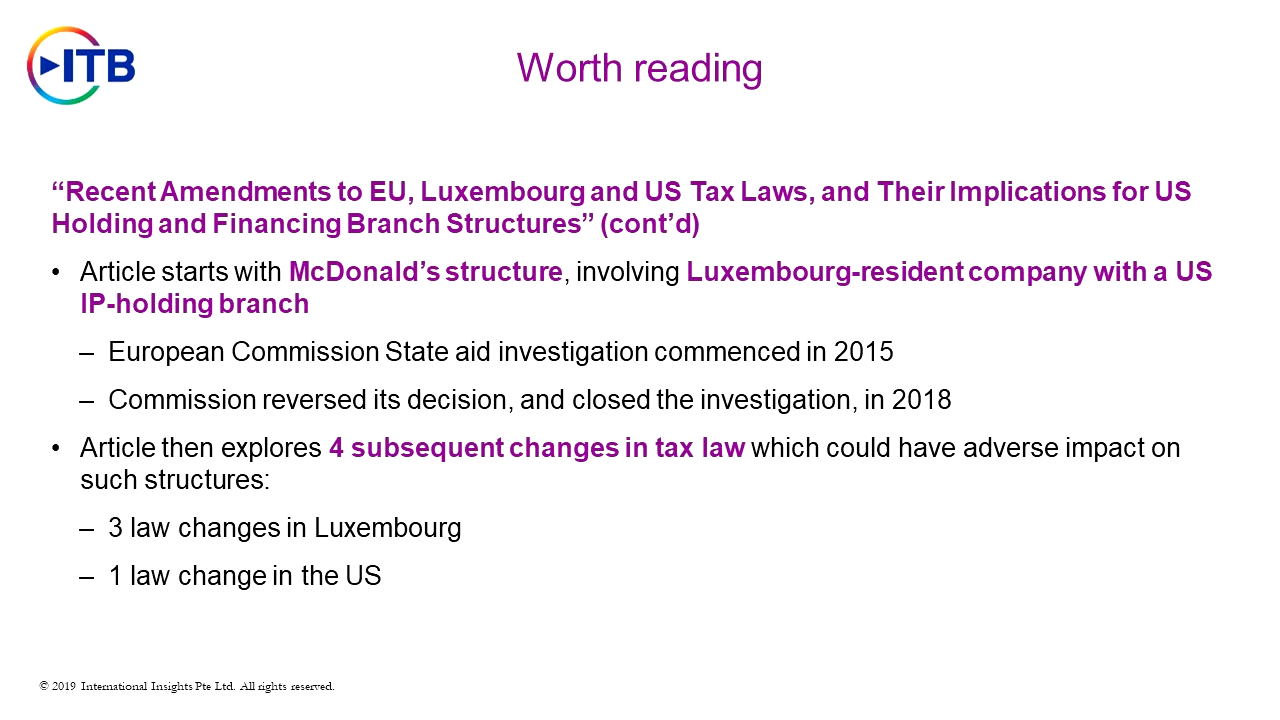 ITB
Worth reading
“Recent Amendments to EU, Luxembourg and US Tax Laws, and Their Implications for US
Holding and Financing Branch Structures” (cont’d)
• Article starts with McDonald’s structure, involving Luxembourg-resident company with a US
IP-holding branch
– European Commission State aid investigation commenced in 2015
– Commission reversed its decision, and closed the investigation, in 2018
• Article then explores 4 subsequent changes in tax law which could have adverse impact on
such structures:
– 3 law changes in Luxembourg
– 1 law change in the US
© 2019 International Insights Pte Ltd. All rights reserved.